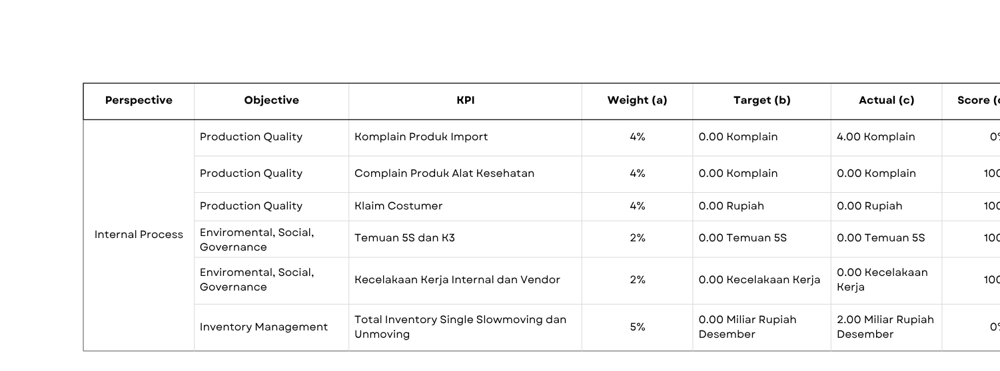 Perspective Objective KPI Weight (a) Target (b) Actual (c) Score (
Production Quality Komplain Produk Import 4% 0.00 Komplain 4.00 Komplain 0%
Production Quality Complain Produk Alat Kesehatan 4% 0.00 Komplain 0.00 Komplain 100
Production Quality Klaim Costumer 4% 0.00 Rupiah 0.00 Rupiah 100
Internal Process
Enviromental, Social,
Governance
Temuan 5S dan K3 2% 0.00 Temuan 5S 0.00 Temuan 5S 100
Enviromental, Social,
Governance
Kecelakaan Kerja Internal dan Vendor 2% 0.00 Kecelakaan Kerja
0.00 Kecelakaan
Kerja
100
Inventory Management
Total Inventory Single Slowmoving dan
Unmoving
5%
0.00 Miliar Rupiah
Desember
2.00 Miliar Rupiah
Desember
0%